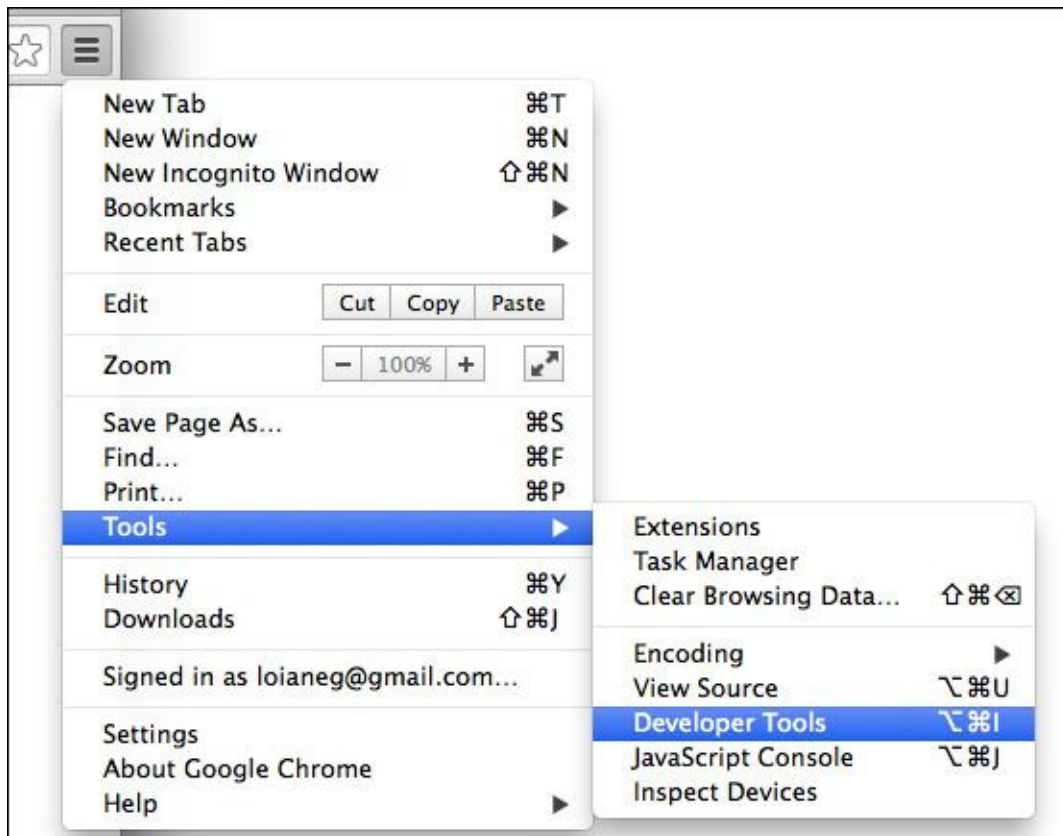 New Tab ⌘T
New Window ⌘N
New Incognito Window ⇧⌘N
Bookmarks ▶
Recent Tabs ▶
Edit Cut Copy Paste
Zoom − 100% +
Save Page As... ⌘S
Find... ⌘F
Print... ⌘P
Tools ▶
History ⌘Y
Downloads ⇧⌘J
Signed in as loianeg@gmail.com...
Settings
About Google Chrome
Help ▶
Extensions
Task Manager
Clear Browsing Data... ⇧⌘⌫
Encoding ▶
View Source ⌥⌘U
Developer Tools ⌥⌘I
JavaScript Console ⌥⌘J
Inspect Devices